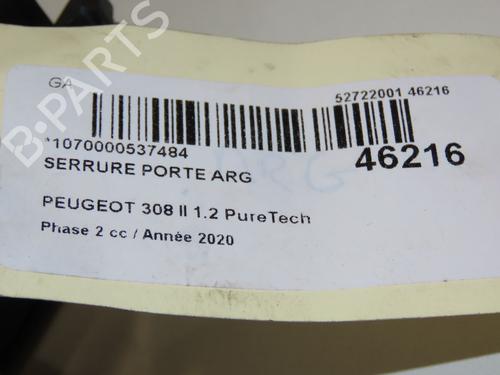 GA
52722001 46216
*1070000537484
46216
SERRURE PORTE ARG
ARG
PEUGEOT 308 II 1.2 PureTech
Phase 2 cc / Année 2020
B-PARTS